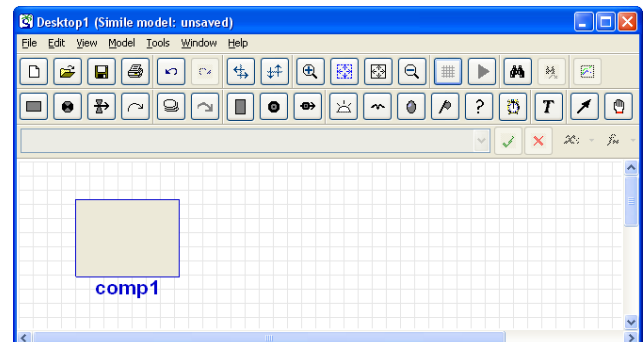 Desktop1 (Simile model: unsaved)
File Edit View Model Tools Window Help
? T
comp1